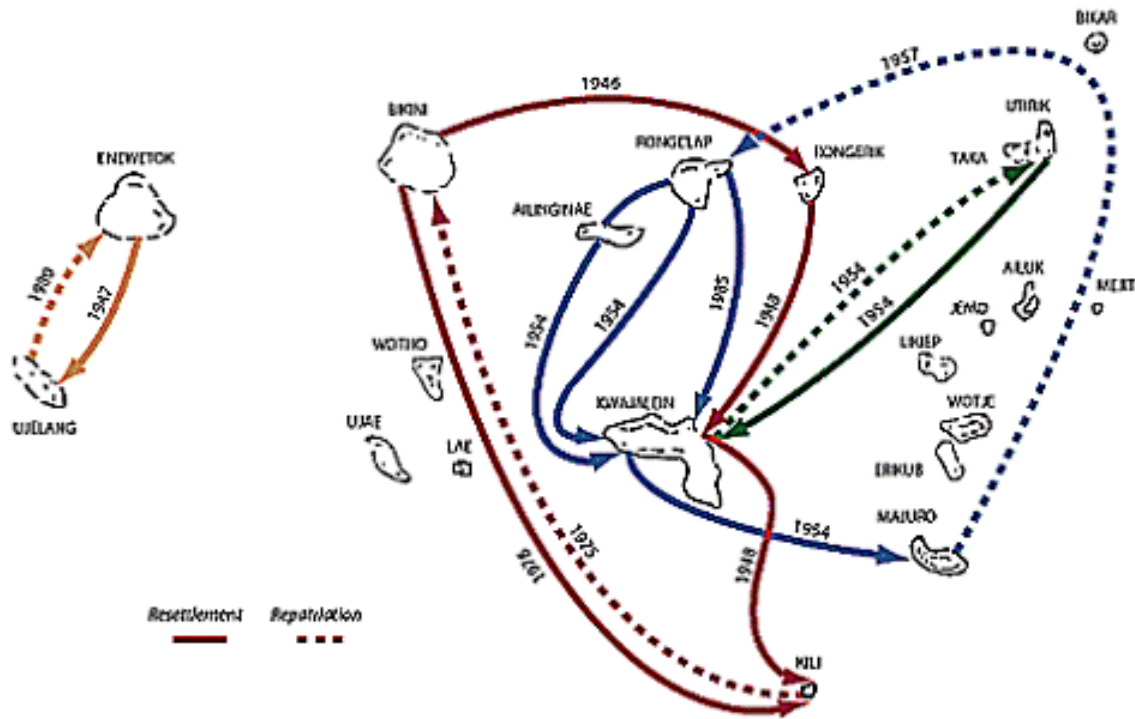 BIKAR
1957
1946
BIKINI
UTIRIK
RONGELAP
RONGERIK
TAKA
ENEWETOK
AILINGINAE
1980
1947
1954
1954
1985
1948
1954
1954
AILUK
MEJIT
JEMO
LIKIEP
WOTHO
UJELANG
KWAJALEIN
WOTJE
UJAE
LAE
ERIKUB
MAJURO
1954
1975
1978
1948
Resettlement
Repatriation
KILI